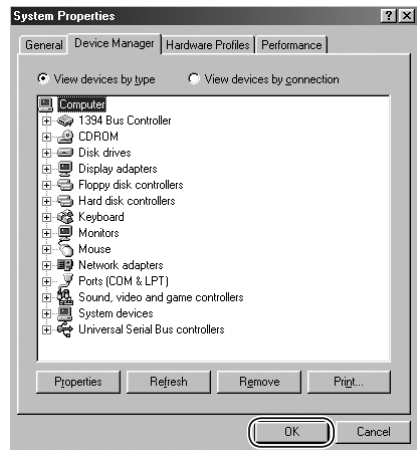 System Properties
General Device Manager Hardware Profiles Performance
View devices by type View devices by connection
Computer
1394 Bus Controller
CDROM
Disk drives
Display adapters
Floppy disk controllers
Hard disk controllers
Keyboard
Monitors
Mouse
Network adapters
Ports (COM & LPT)
Sound, video and game controllers
System devices
Universal Serial Bus controllers
Properties Refresh Remove Print...
OK Cancel